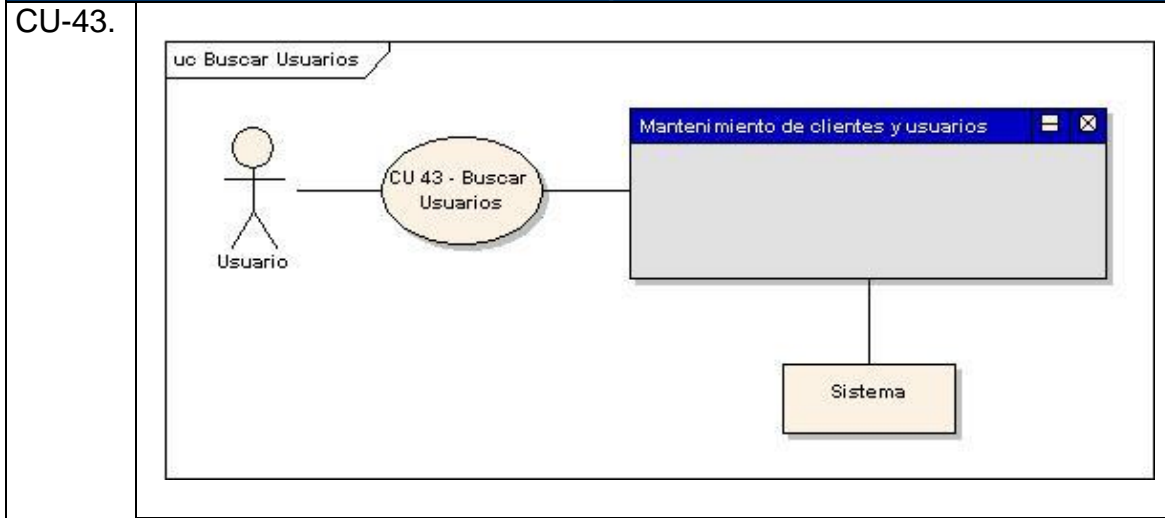 CU-43.
uc Buscar Usuarios
Mantenimiento de clientes y usuarios
CU 43 - Buscar
Usuarios
Usuario
Sistema